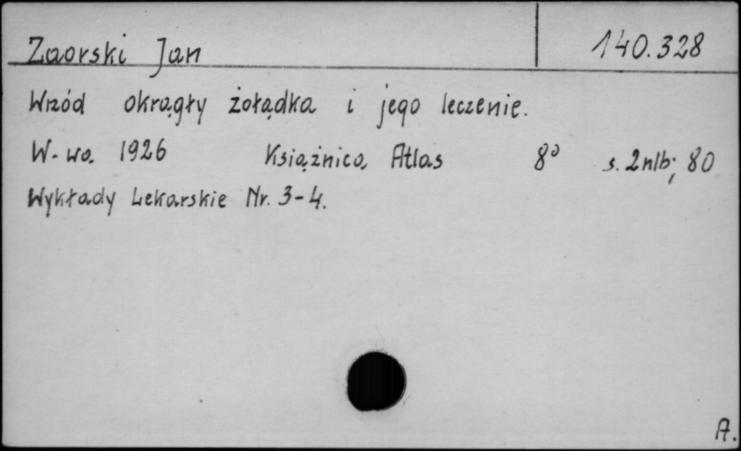 Zaorski Jan 140.328
Wrzód okrągły żołądka i jego leczenie.
W-wa. 1926 Książnica Atlas 8° s. 2nlb; 80
Wykłady Lekarskie Nr. 3-4.
A.